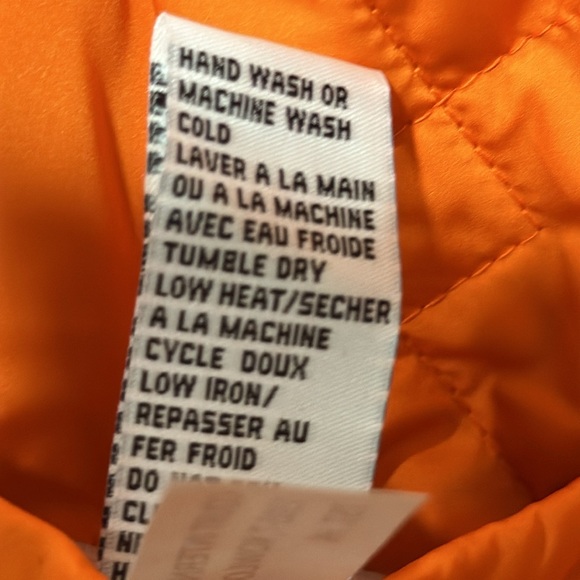 HAND WASH OR
MACHINE WASH
COLD
LAVER A LA MAIN
OU A LA MACHINE
AVEC EAU FROIDE
TUMBLE DRY
LOW HEAT/SECHER
A LA MACHINE
CYCLE DOUX
LOW IRON/
REPASSER AU
FER FROID
DO